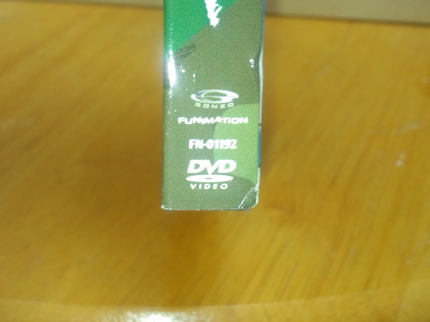 GONZO
FUNIMATION
FN-01192
DVD
VIDEO